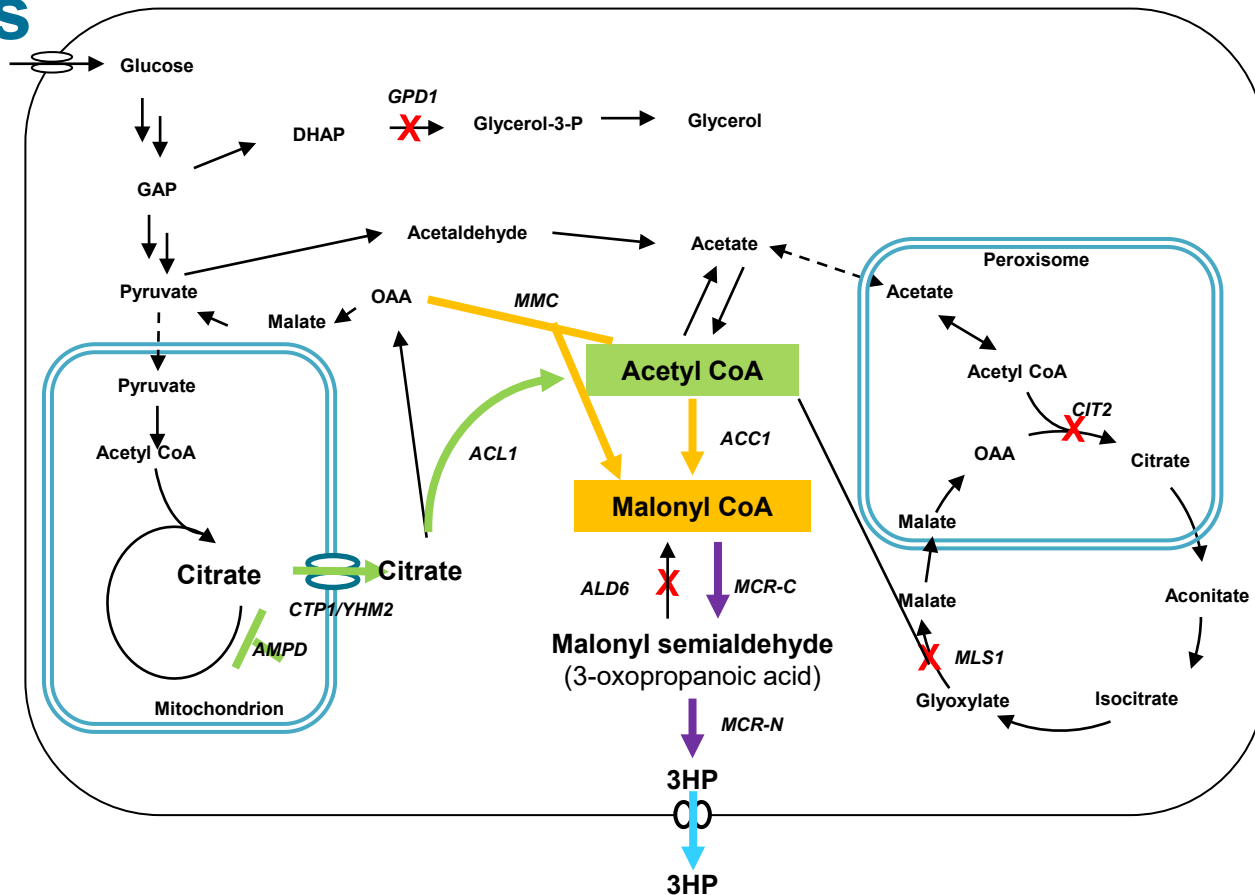 s
Glucose
GPD1
DHAP
Glycerol-3-P
Glycerol
GAP
Acetaldehyde
Acetate
Peroxisome
Pyruvate
OAA
MMC
Acetate
Malate
Pyruvate
Acetyl CoA
Acetyl CoA
CIT2
Acetyl CoA
ACL1
ACC1
OAA
Citrate
Malonyl CoA
Malate
Citrate
Citrate
CTP1/YHM2
ALD6
MCR-C
Malate
Aconitate
AMPD
Malonyl semialdehyde
(3-oxopropanoic acid)
MLS1
Mitochondrion
Glyoxylate
Isocitrate
MCR-N
3HP
3HP